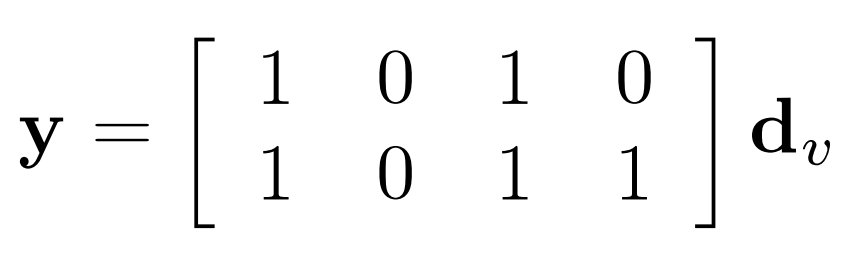 y = [ 1 0 1 0
1 0 1 1 ] d_v